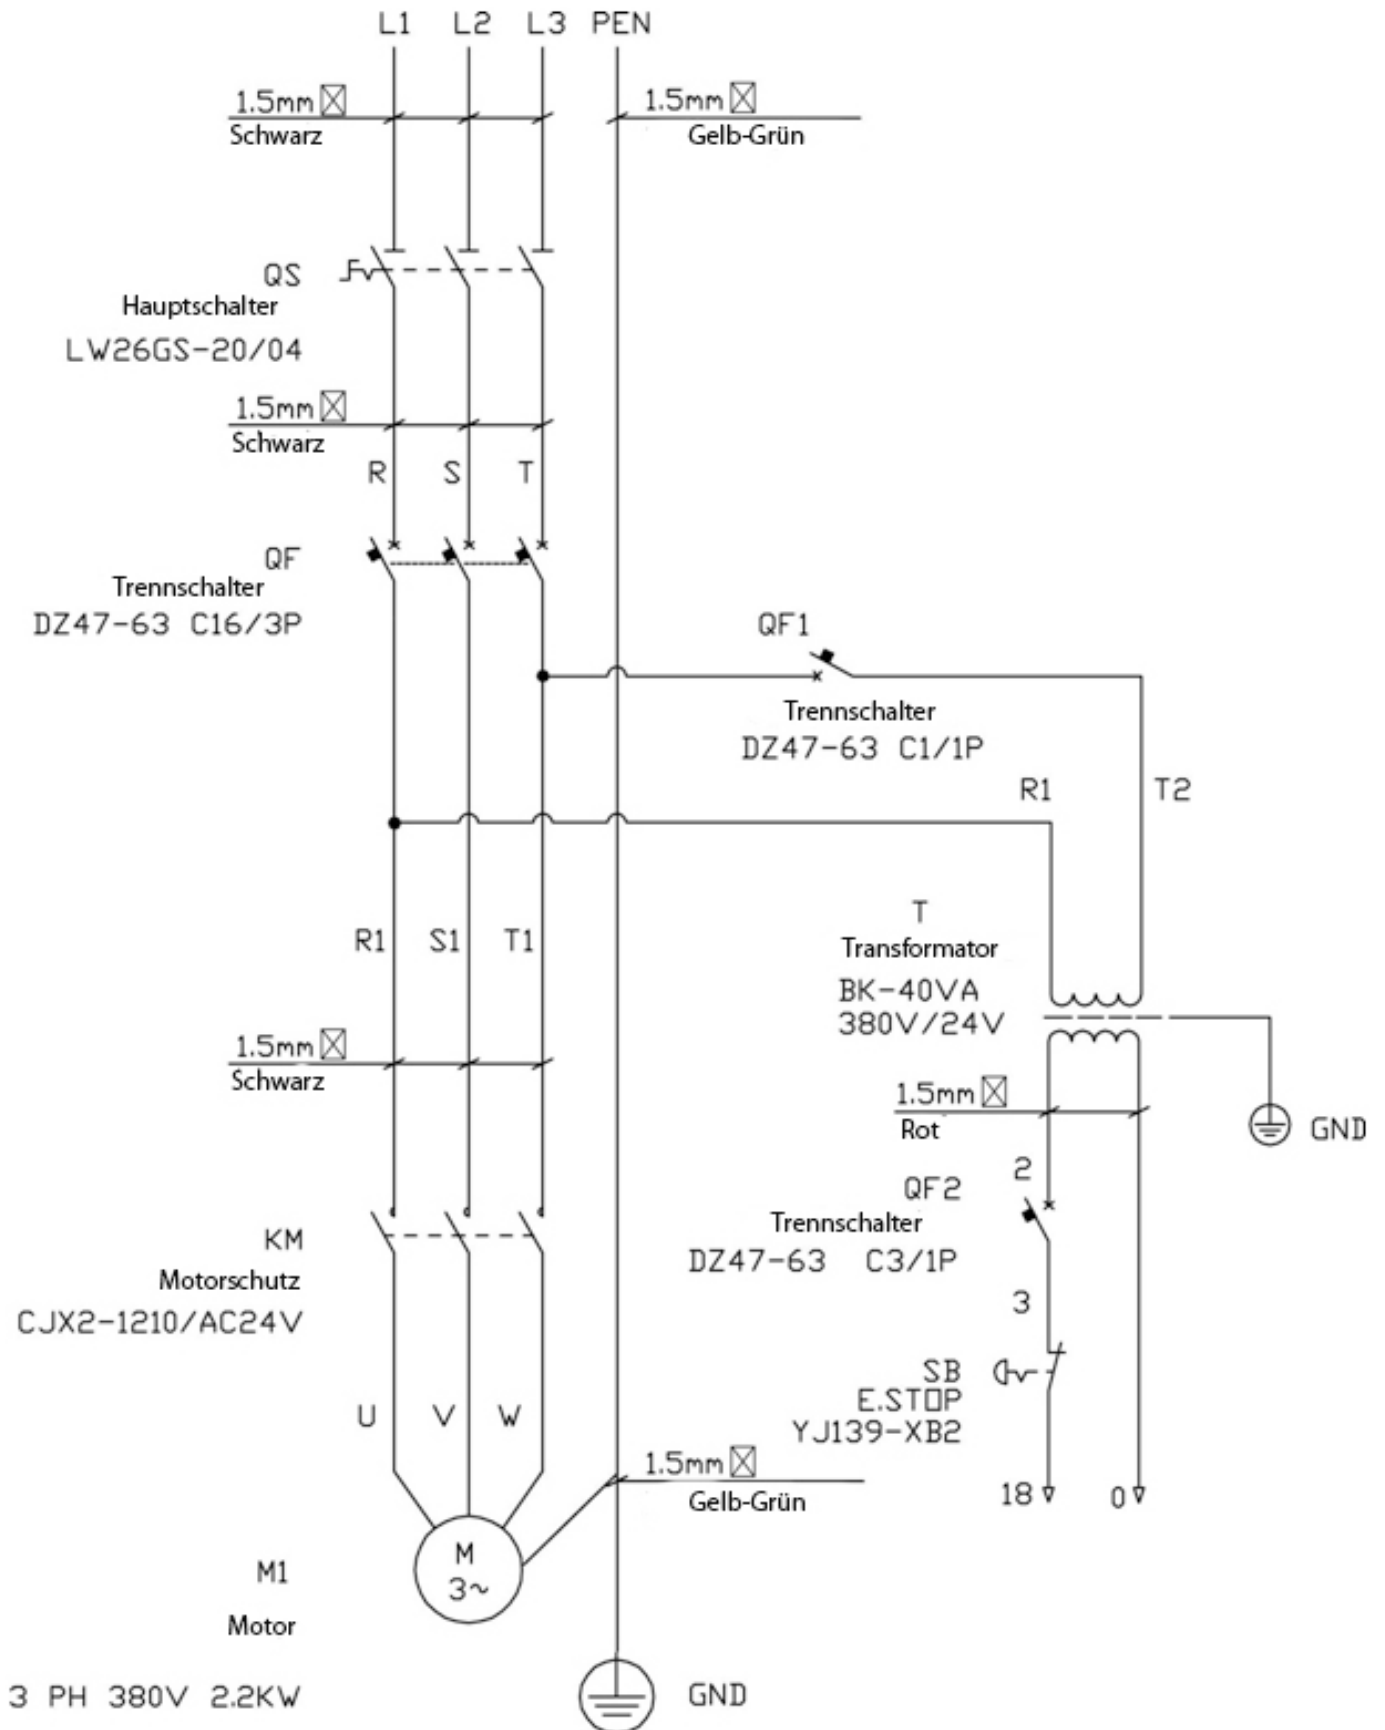 L1 L2 L3 PEN
1.5mm 1.5mm
Schwarz Gelb-Grün
QS
Hauptschalter
LW26GS-20/04
1.5mm
Schwarz
R S T
QF
Trennschalter
DZ47-63 C16/3P
QF1
Trennschalter
DZ47-63 C1/1P
R1 T2
T
Transformator
BK-40VA
380V/24V
R1 S1 T1
1.5mm
Schwarz
1.5mm
Rot
GND
2
QF2
Trennschalter
DZ47-63 C3/1P
3
KM
Motorschutz
CJX2-1210/AC24V
SB
E.STOP
YJ139-XB2
U V W
1.5mm
Gelb-Grün
18 0
M
3~
M1
Motor
3 PH 380V 2.2KW
GND